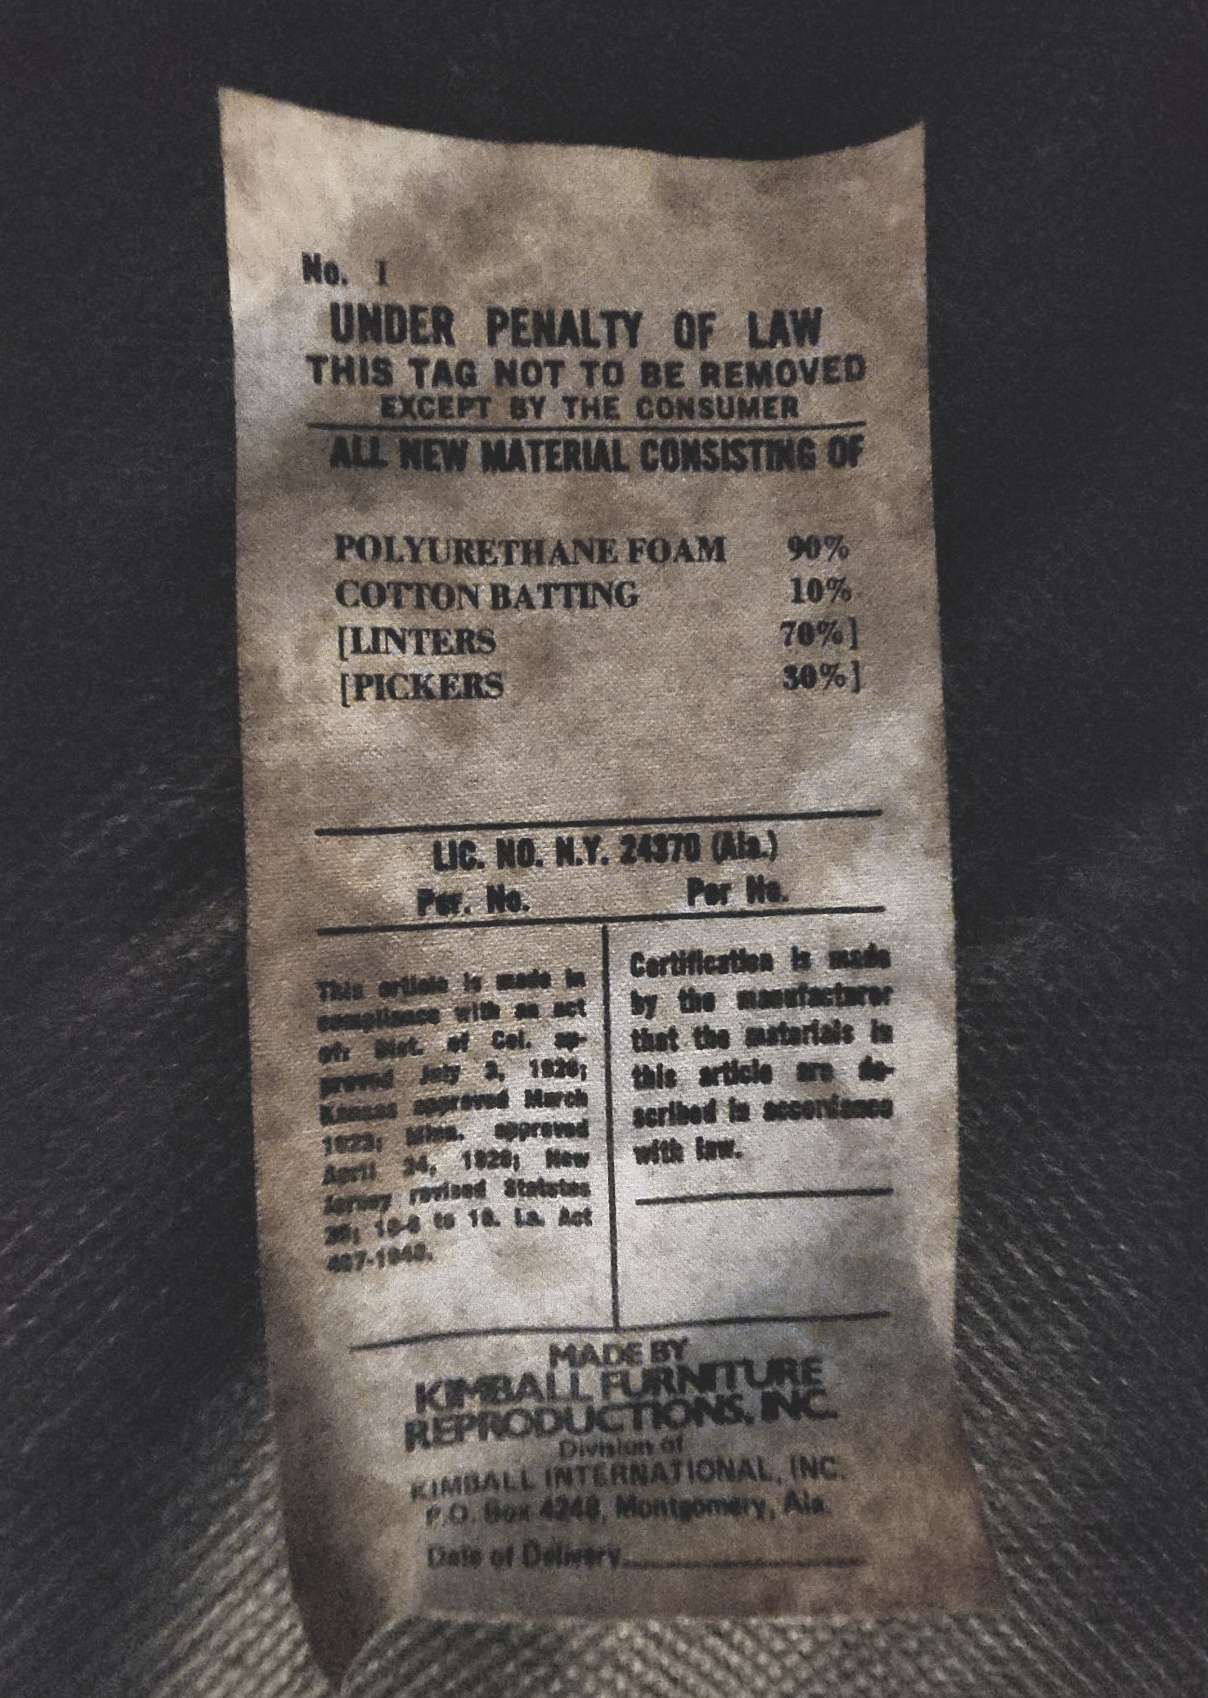 No. 1
UNDER PENALTY OF LAW
THIS TAG NOT TO BE REMOVED
EXCEPT BY THE CONSUMER
ALL NEW MATERIAL CONSISTING OF
POLYURETHANE FOAM 90%
COTTON BATTING 10%
[LINTERS 70%]
[PICKERS 30%]
LIC. NO. N.Y. 24370 (Ala.)
Per. No. Per No.
This article is made in
compliance with an act
of: Dist. of Col. ap-
proved July 3, 1926;
Kansas approved March
1923; Minn. approved
April 24, 1929; New
Jersey revised Statutes
26; 10-6 to 18. La. Act
467-1948.
Certification is made
by the manufacturer
that the materials in
this article are de-
scribed in accordance
with law.
MADE BY
KIMBALL FURNITURE
REPRODUCTIONS, INC.
Division of
KIMBALL INTERNATIONAL, INC.
P.O. Box 4248, Montgomery, Ala.
Date of Delivery